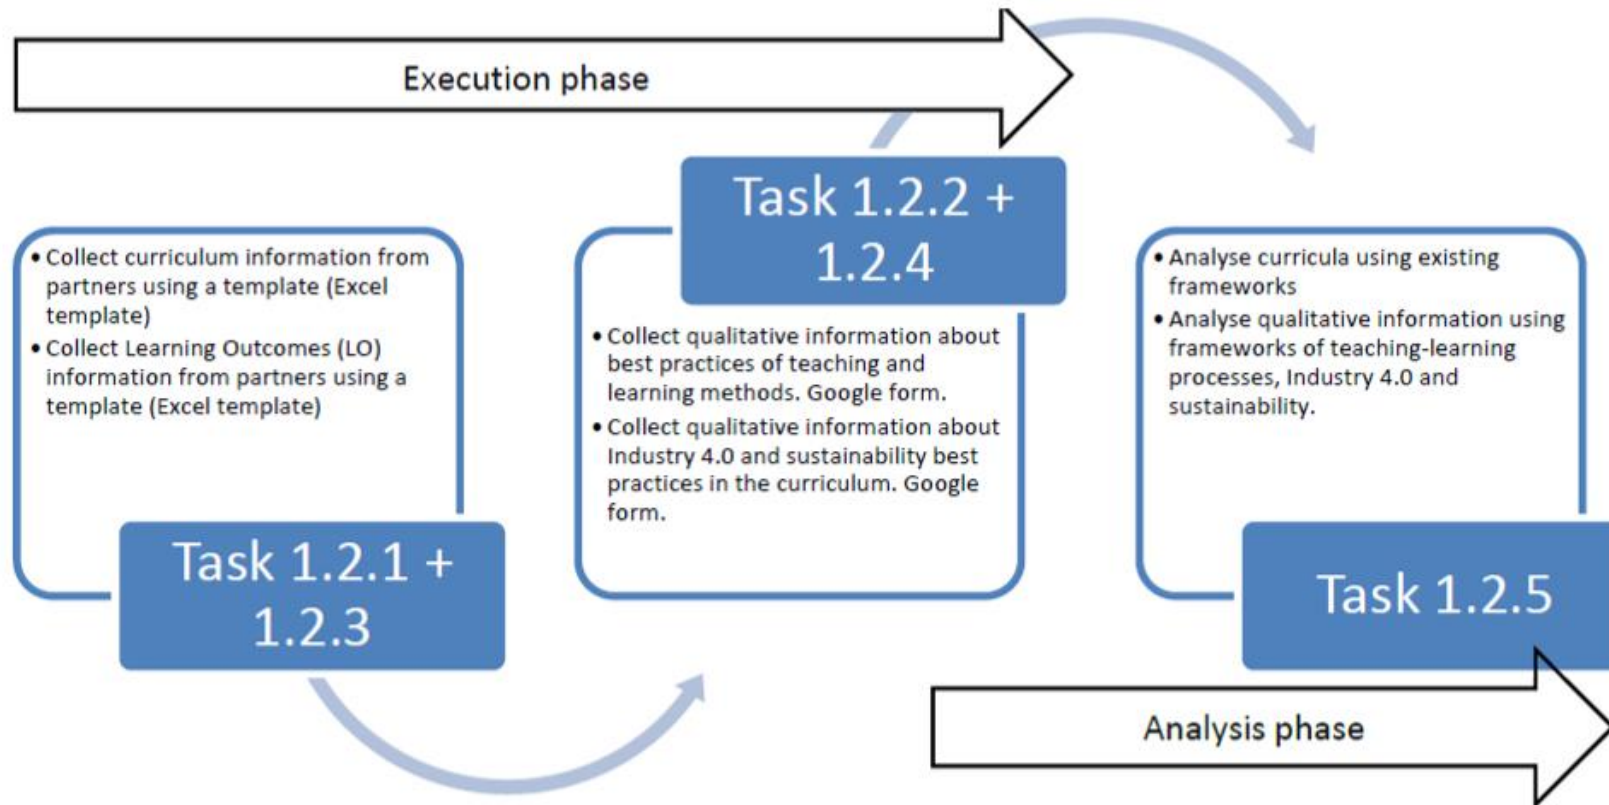 Execution phase
• Collect curriculum information from
partners using a template (Excel
template)
• Collect Learning Outcomes (LO)
information from partners using a
template (Excel template)
Task 1.2.1 +
1.2.3
Task 1.2.2 +
1.2.4
• Collect qualitative information about
best practices of teaching and
learning methods. Google form.
• Collect qualitative information about
Industry 4.0 and sustainability best
practices in the curriculum. Google
form.
• Analyse curricula using existing
frameworks
• Analyse qualitative information using
frameworks of teaching-learning
processes, Industry 4.0 and
sustainability.
Task 1.2.5
Analysis phase